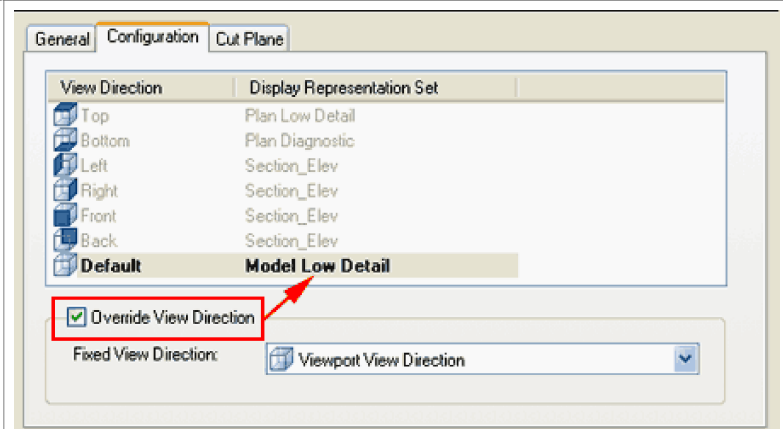 General Configuration Cut Plane
View Direction Display Representation Set
Top Plan Low Detail
Bottom Plan Diagnostic
Left Section_Elev
Right Section_Elev
Front Section_Elev
Back Section_Elev
Default Model Low Detail
Override View Direction
Fixed View Direction: Viewport View Direction